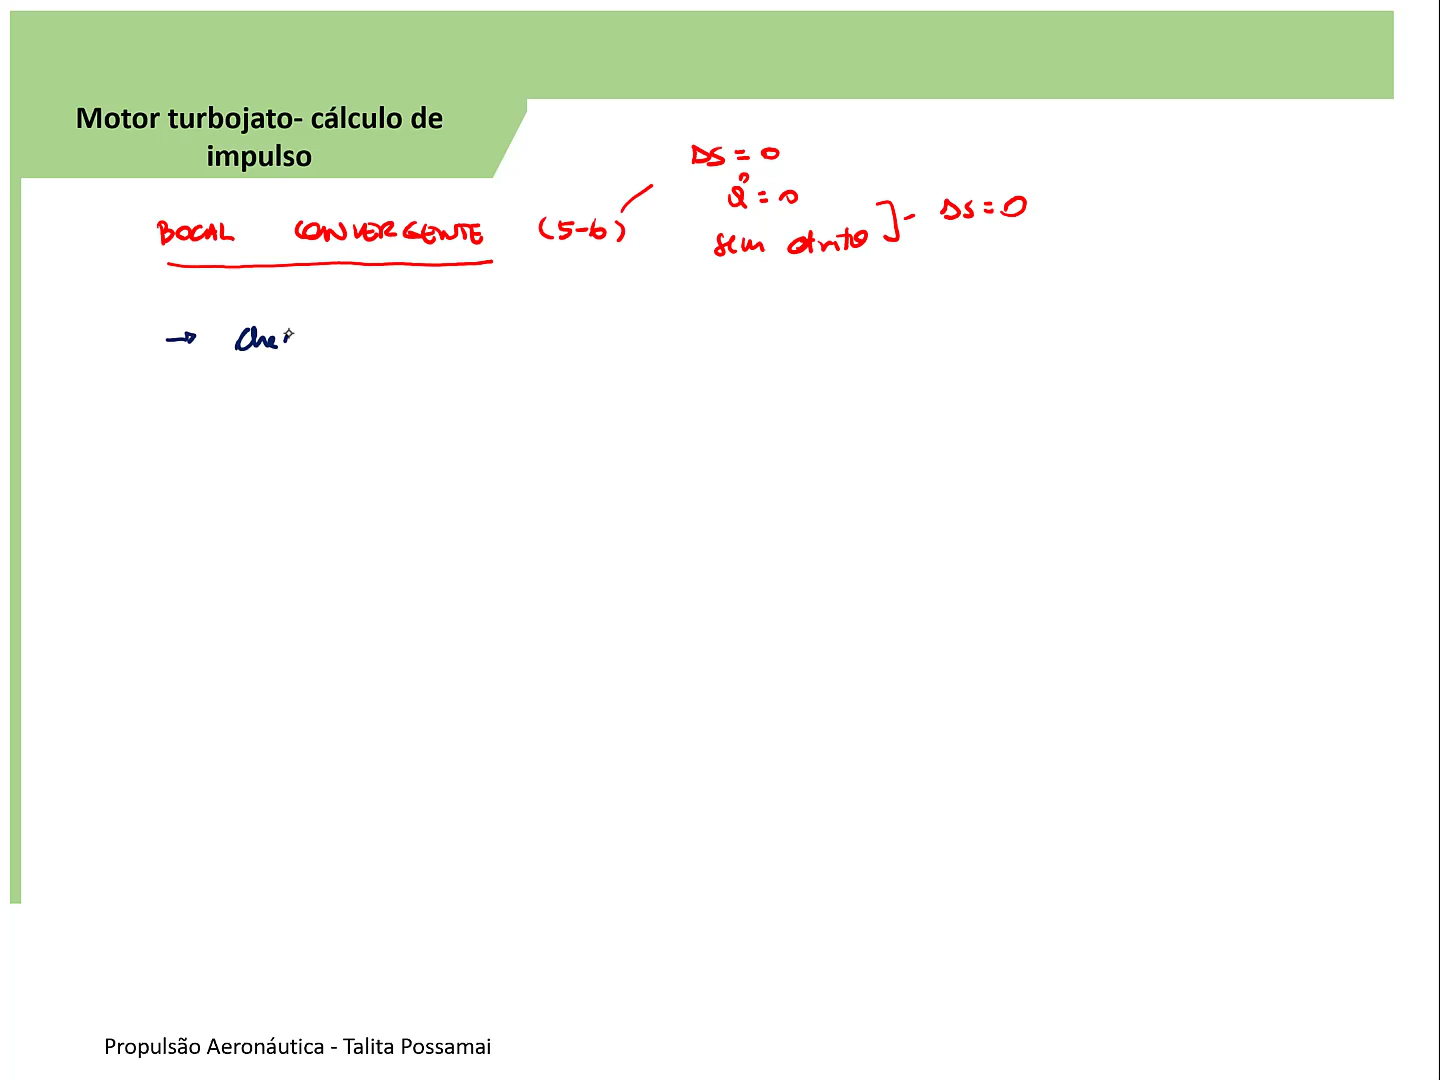 Motor turbojato- cálculo de
impulso
ΔS = 0
Q̇ = 0
sem atrito
ΔS = 0
BOCAL CONVERGENTE (5-6)
→ Che
Propulsão Aeronáutica - Talita Possamai